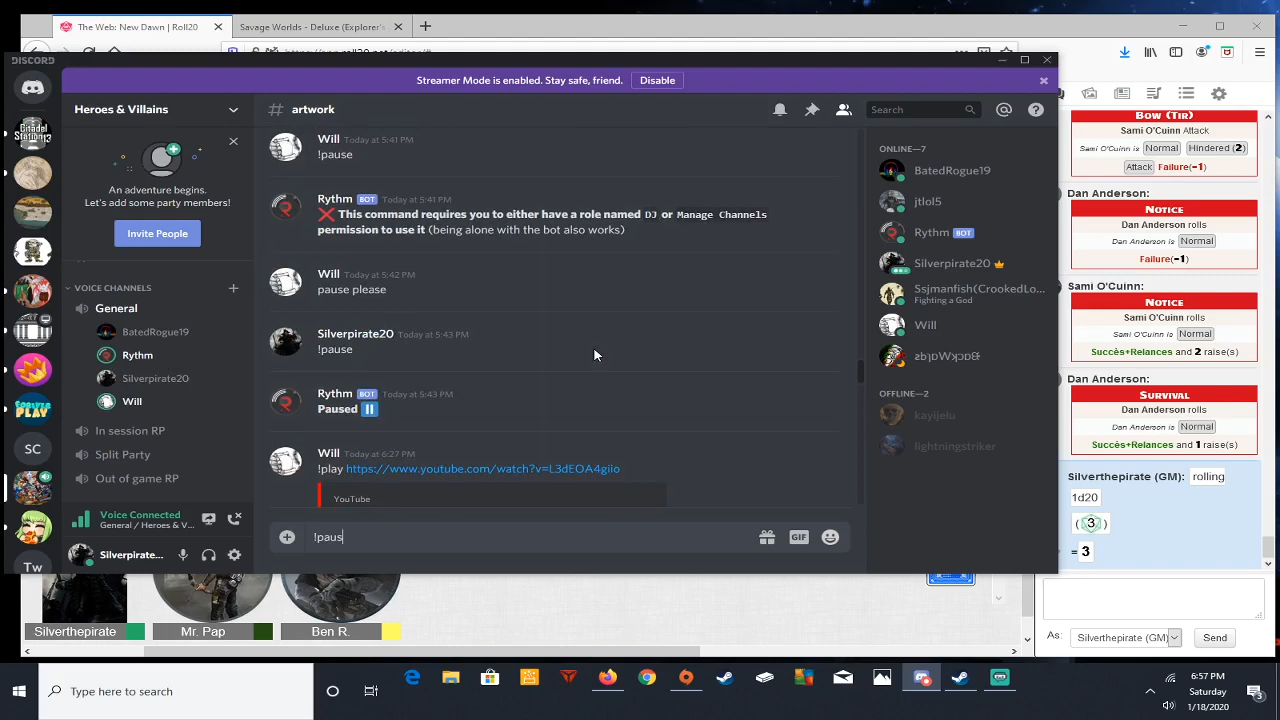 The Web: New Dawn | Roll20
Savage Worlds - Deluxe (Explorer's
DISCORD
Streamer Mode is enabled. Stay safe, friend.
Disable
Heroes & Villains
artwork
Search
An adventure begins.
Let's add some party members!
Invite People
VOICE CHANNELS
General
BatedRogue19
Rythm
Silverpirate20
Will
In session RP
Split Party
Out of game RP
Voice Connected
General / Heroes & V...
Silverpirate...
Citadel Station
FOREVER PLAY
SC
Tw
Will Today at 5:41 PM
!pause
Rythm BOT Today at 5:41 PM
❌ This command requires you to either have a role named DJ or Manage Channels
permission to use it (being alone with the bot also works)
Will Today at 5:42 PM
pause please
Silverpirate20 Today at 5:43 PM
!pause
Rythm BOT Today at 5:43 PM
Paused
Will Today at 6:27 PM
!play https://www.youtube.com/watch?v=L3dEOA4giio
YouTube
!paus
GIF
ONLINE—7
BatedRogue19
jtlol5
Rythm BOT
Silverpirate20
Ssjmanfish(CrookedLo...
Fighting a God
Will
OFFLINE—2
kayijelu
lightningstriker
Bow (Tir)
Sami O'Cuinn Attack
Sami O'Cuinn is Normal Hindered (2)
Attack Failure(-1)
Dan Anderson:
Notice
Dan Anderson rolls
Dan Anderson is Normal
Failure(-1)
Sami O'Cuinn:
Notice
Sami O'Cuinn rolls
Sami O'Cuinn is Normal
Succès+Relances and 2 raise(s)
Dan Anderson:
Survival
Dan Anderson rolls
Dan Anderson is Normal
Succès+Relances and 1 raise(s)
Silverthepirate (GM): rolling
1d20
(3)
= 3
As: Silverthepirate (GM) Send
Silverthepirate
Mr. Pap
Ben R.
Type here to search
6:57 PM
Saturday
1/18/2020
3